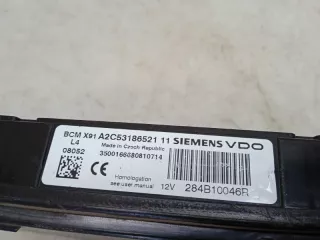 BCM X91 A2C53186521 11 SIEMENS VDO
L4 Made in Czech Republic
08052 3500166680810714
CE Homologation
see user manual 12V 284B10046R